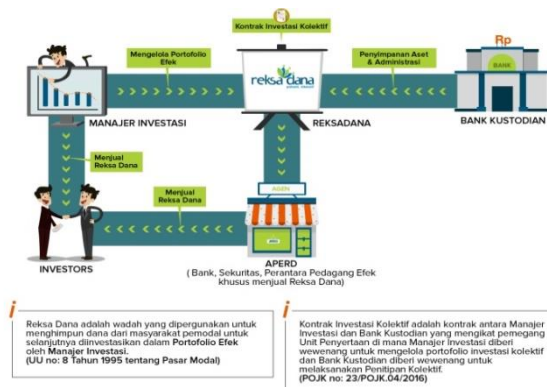 Kontrak Investasi Kolektif
Mengelola Portofolio
Efek
Penyimpanan Aset
& Administrasi
Rp
BANK
reksa dana
MANAJER INVESTASI
REKSADANA
BANK KUSTODIAN
Menjual
Reksa Dana
Menjual
Reksa Dana
AGEN
INVESTORS
APERD
( Bank, Sekuritas, Perantara Pedagang Efek
khusus menjual Reksa Dana)
i
Reksa Dana adalah wadah yang dipergunakan untuk
menghimpun dana dari masyarakat pemodal untuk
selanjutnya diinvestasikan dalam Portofolio Efek
oleh Manajer Investasi.
(UU no: 8 Tahun 1995 tentang Pasar Modal)
i
Kontrak Investasi Kolektif adalah kontrak antara Manajer
Investasi dan Bank Kustodian yang mengikat pemegang
Unit Penyertaan di mana Manajer Investasi diberi
wewenang untuk mengelola portofolio investasi kolektif
dan Bank Kustodian diberi wewenang untuk
melaksanakan Penitipan Kolektif.
(POJK no: 23/POJK.04/2016)